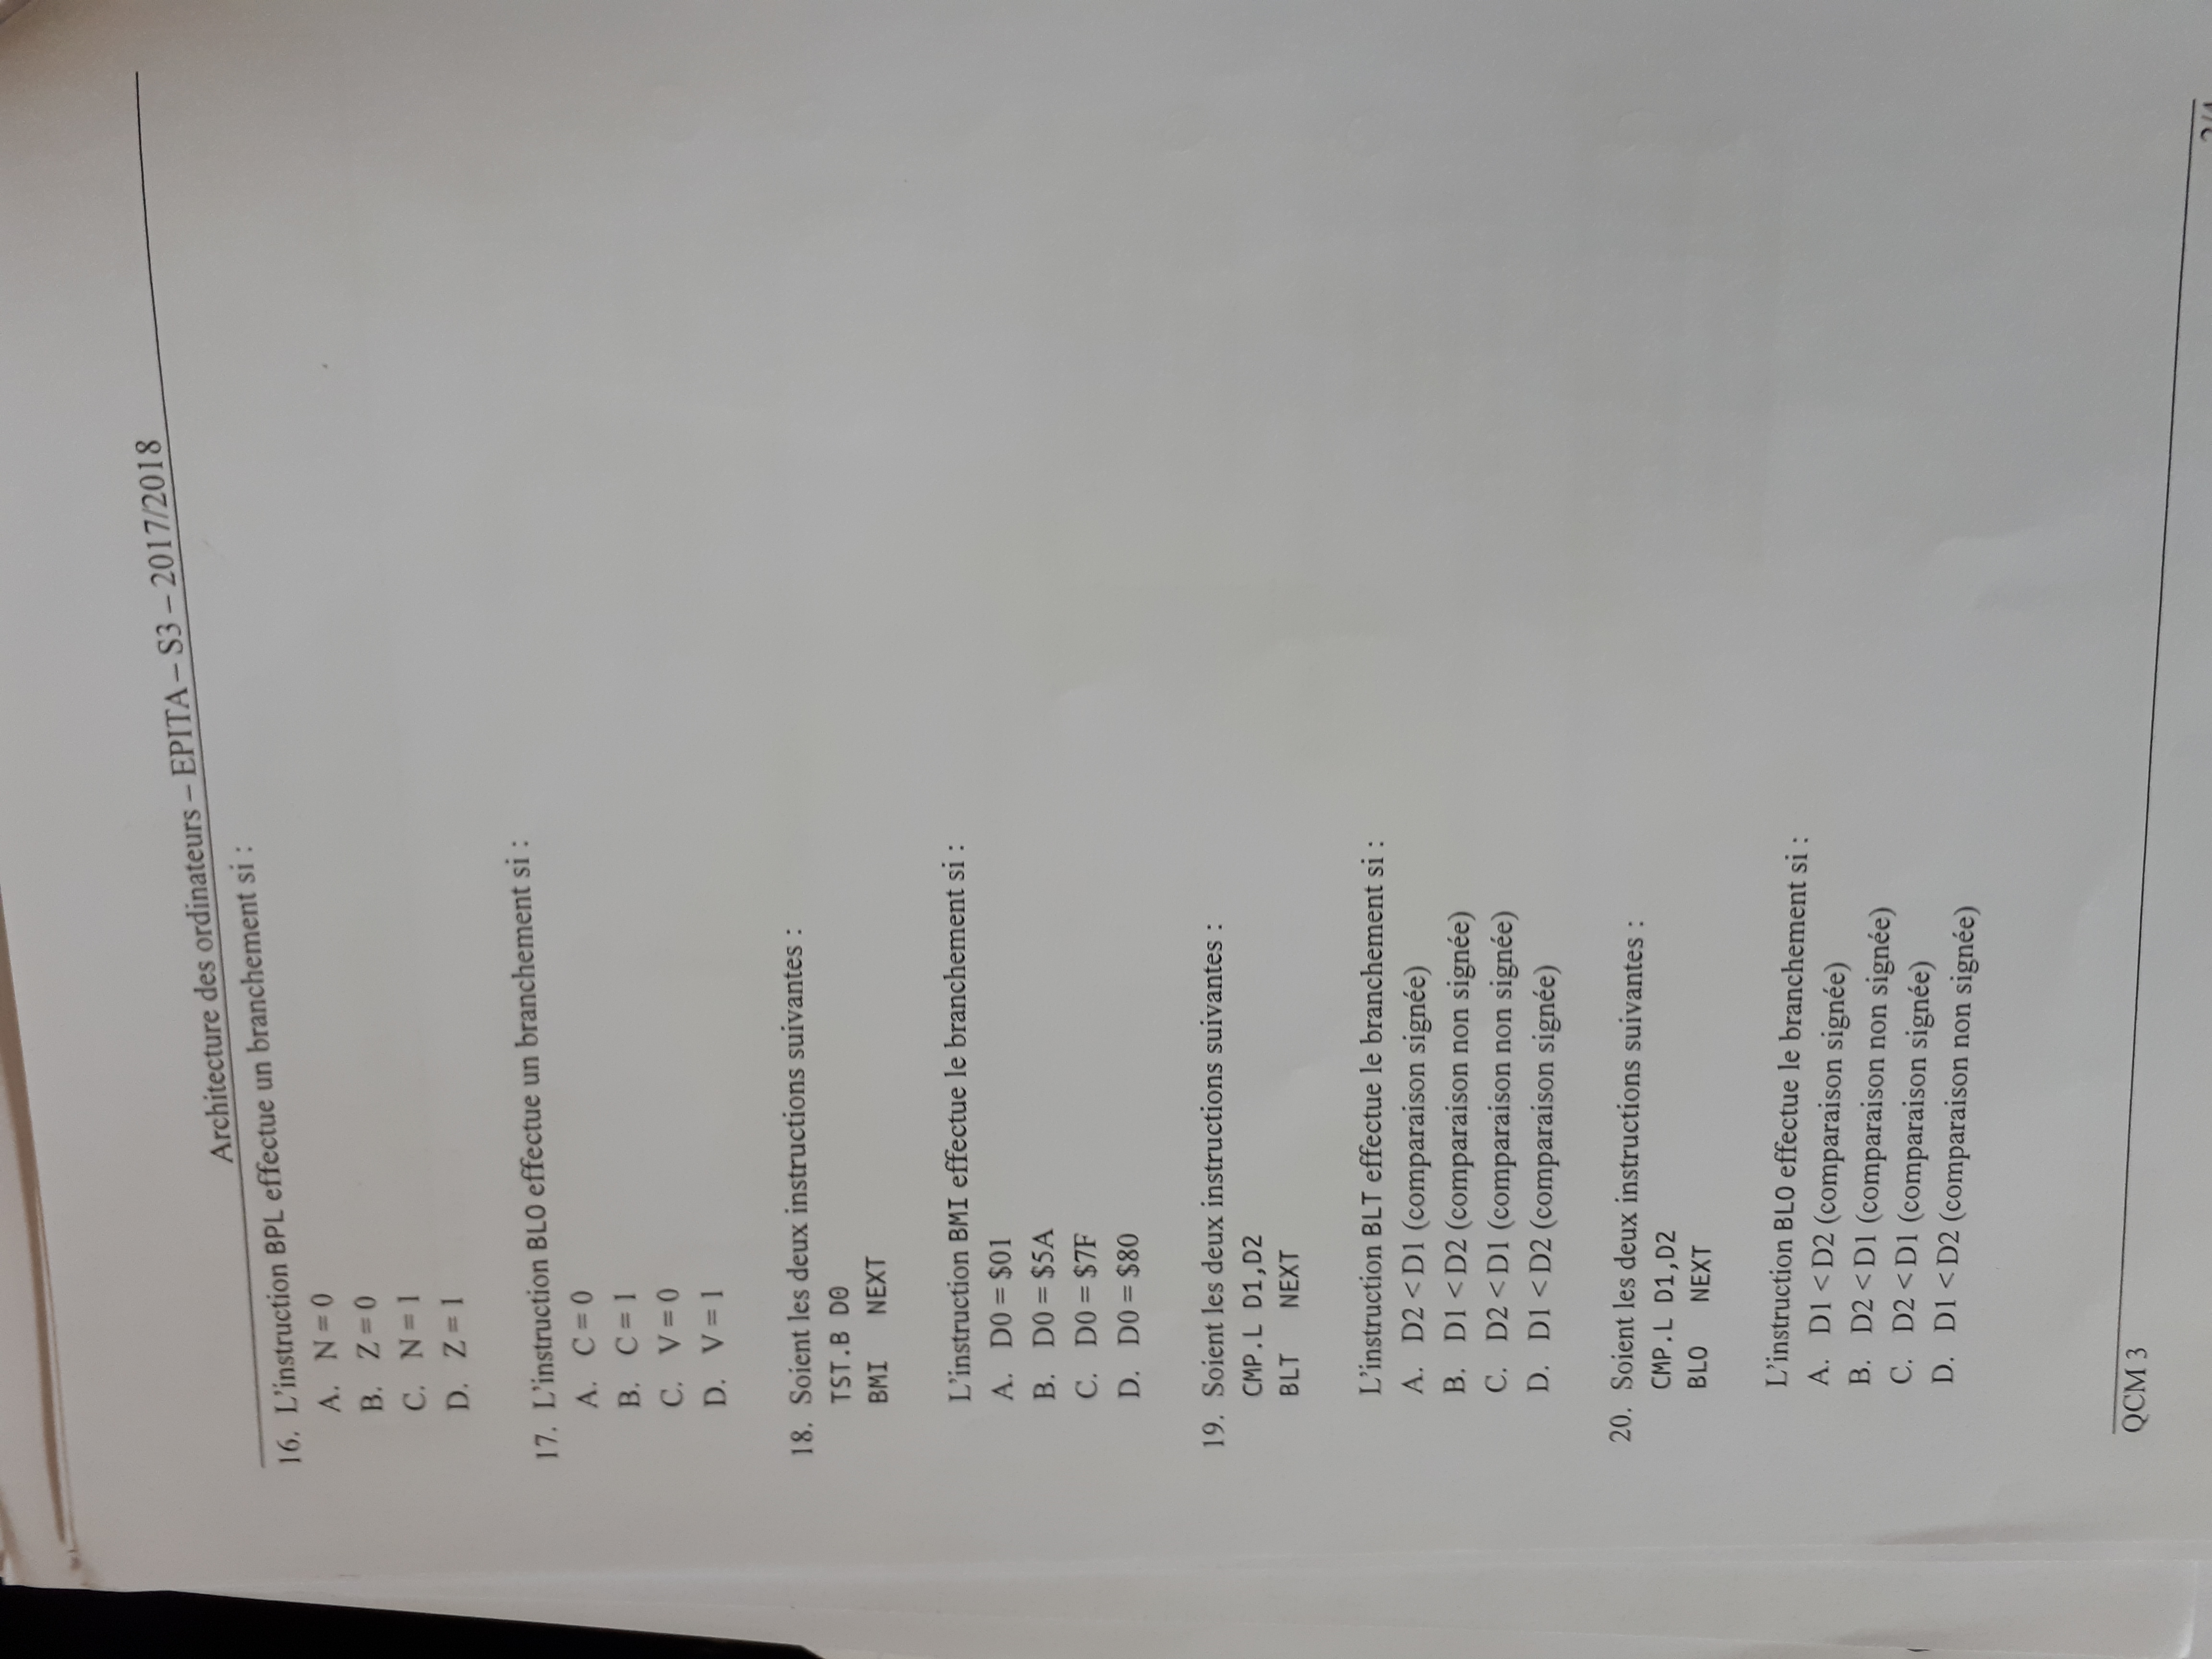 Architecture des ordinateurs – EPITA – S3 – 2017/2018
16. L'instruction BPL effectue un branchement si :
A. N = 0
B. Z = 0
C. N = 1
D. Z = 1
17. L'instruction BLO effectue un branchement si :
A. C = 0
B. C = 1
C. V = 0
D. V = 1
18. Soient les deux instructions suivantes :
TST.B D0
BMI NEXT
L'instruction BMI effectue le branchement si :
A. D0 = $01
B. D0 = $5A
C. D0 = $7F
D. D0 = $80
19. Soient les deux instructions suivantes :
CMP.L D1,D2
BLT NEXT
L'instruction BLT effectue le branchement si :
A. D2 < D1 (comparaison signée)
B. D1 < D2 (comparaison non signée)
C. D2 < D1 (comparaison non signée)
D. D1 < D2 (comparaison signée)
20. Soient les deux instructions suivantes :
CMP.L D1,D2
BLO NEXT
L'instruction BLO effectue le branchement si :
A. D1 < D2 (comparaison signée)
B. D2 < D1 (comparaison non signée)
C. D2 < D1 (comparaison signée)
D. D1 < D2 (comparaison non signée)
QCM 3